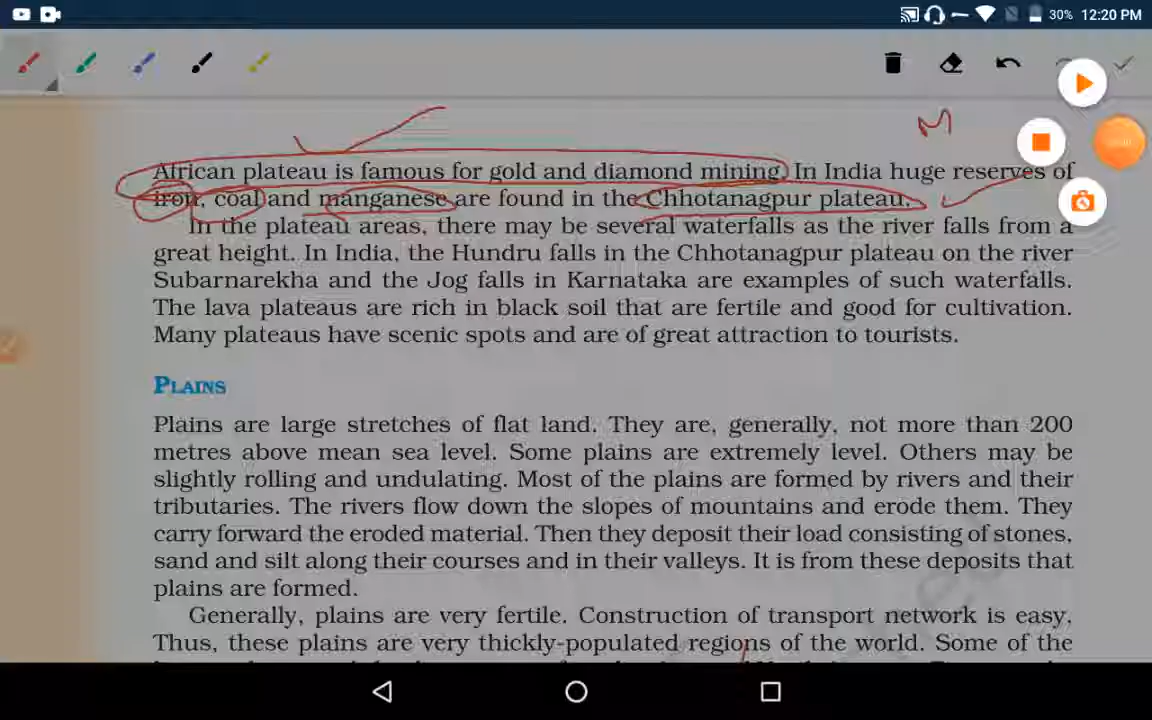 30% 12:20 PM
M
African plateau is famous for gold and diamond mining. In India huge reserves of
iron, coal and manganese are found in the Chhotanagpur plateau.
In the plateau areas, there may be several waterfalls as the river falls from a
great height. In India, the Hundru falls in the Chhotanagpur plateau on the river
Subarnarekha and the Jog falls in Karnataka are examples of such waterfalls.
The lava plateaus are rich in black soil that are fertile and good for cultivation.
Many plateaus have scenic spots and are of great attraction to tourists.
PLAINS
Plains are large stretches of flat land. They are, generally, not more than 200
metres above mean sea level. Some plains are extremely level. Others may be
slightly rolling and undulating. Most of the plains are formed by rivers and their
tributaries. The rivers flow down the slopes of mountains and erode them. They
carry forward the eroded material. Then they deposit their load consisting of stones,
sand and silt along their courses and in their valleys. It is from these deposits that
plains are formed.
Generally, plains are very fertile. Construction of transport network is easy.
Thus, these plains are very thickly-populated regions of the world. Some of the